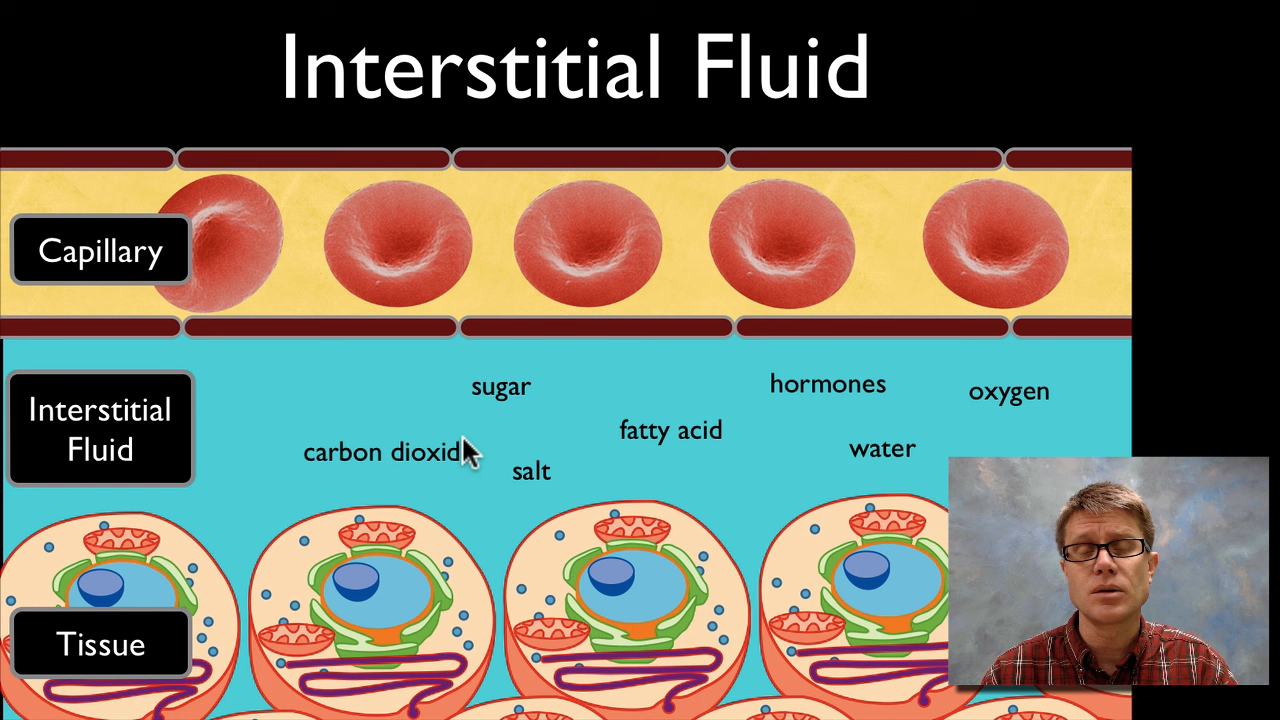 Interstitial Fluid
Capillary
Interstitial
Fluid
sugar
hormones
oxygen
fatty acid
carbon dioxid
salt
water
Tissue